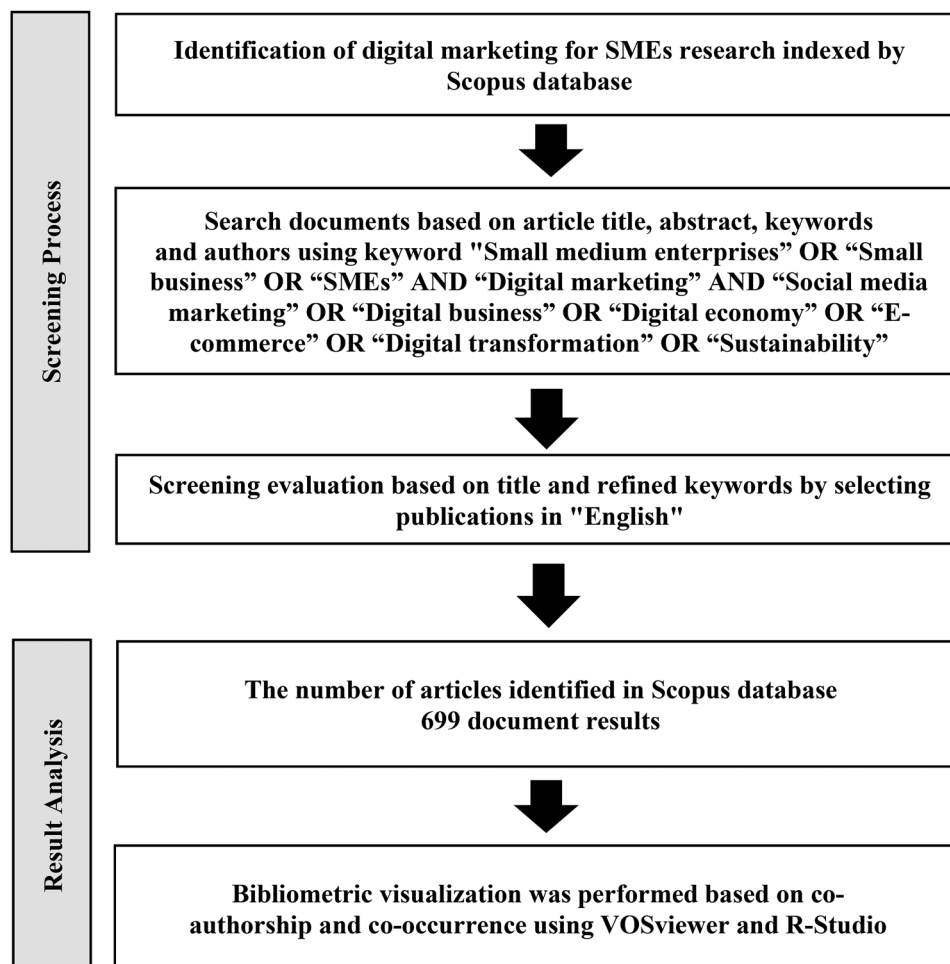 Screening Process
Identification of digital marketing for SMEs research indexed by
Scopus database
Search documents based on article title, abstract, keywords
and authors using keyword "Small medium enterprises” OR “Small
business” OR “SMEs” AND “Digital marketing” AND “Social media
marketing” OR “Digital business” OR “Digital economy” OR “E-
commerce” OR “Digital transformation” OR “Sustainability”
Screening evaluation based on title and refined keywords by selecting
publications in "English"
Result Analysis
The number of articles identified in Scopus database
699 document results
Bibliometric visualization was performed based on co-
authorship and co-occurrence using VOSviewer and R-Studio